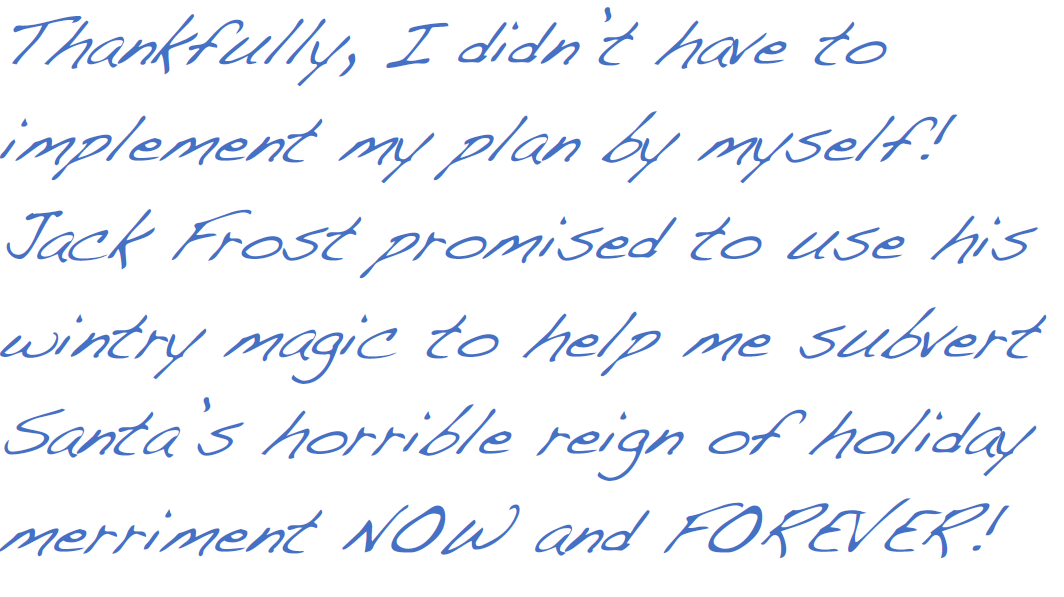 Thankfully, I didn't have to
implement my plan by myself!
Jack Frost promised to use his
wintry magic to help me subvert
Santa's horrible reign of holiday
merriment NOW and FOREVER!